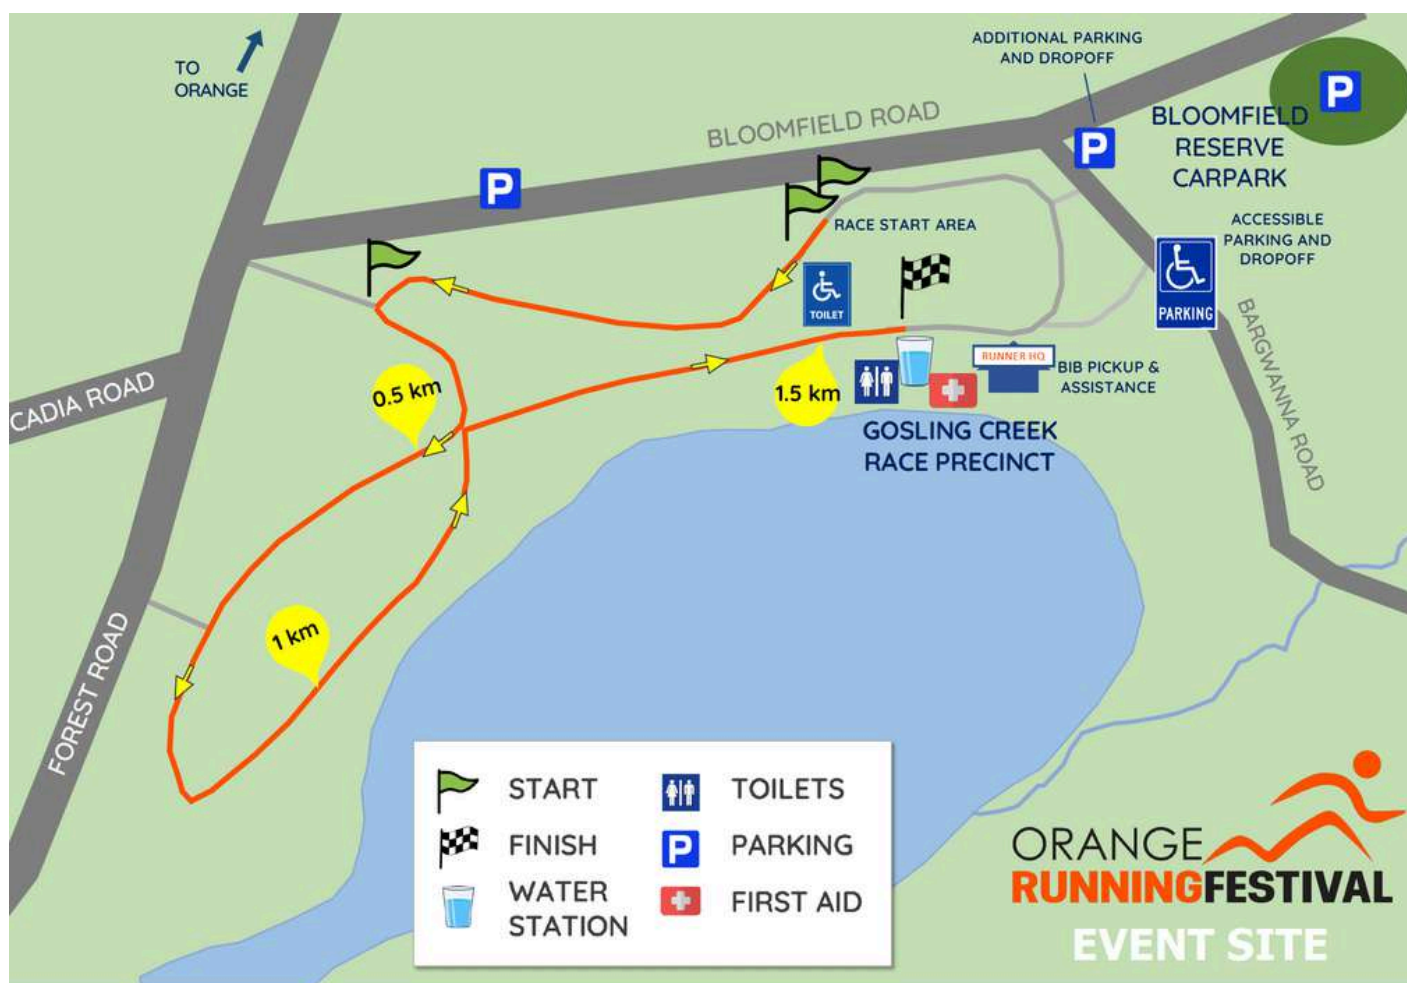 TO
ORANGE
ADDITIONAL PARKING
AND DROPOFF
P
BLOOMFIELD ROAD
P
BLOOMFIELD
RESERVE
CARPARK
P
RACE START AREA
ACCESSIBLE
PARKING AND
DROPOFF
PARKING
TOILET
BARGWANNA ROAD
RUNNER HQ
BIB PICKUP &
ASSISTANCE
CADIA ROAD
0.5 km
1.5 km
GOSLING CREEK
RACE PRECINCT
1 km
FOREST ROAD
START
FINISH
WATER
STATION
TOILETS
P
PARKING
FIRST AID
ORANGE
RUNNINGFESTIVAL
EVENT SITE